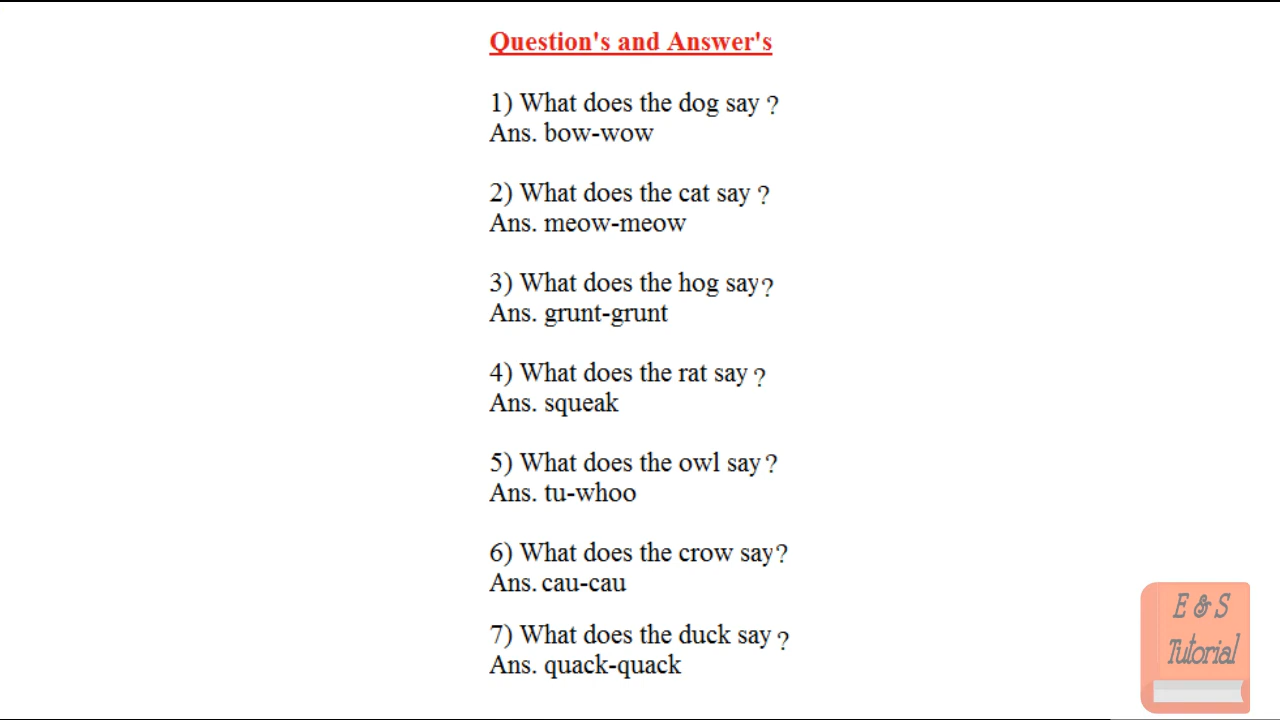 Question's and Answer's
1) What does the dog say ?
Ans. bow-wow
2) What does the cat say ?
Ans. meow-meow
3) What does the hog say?
Ans. grunt-grunt
4) What does the rat say ?
Ans. squeak
5) What does the owl say?
Ans. tu-whoo
6) What does the crow say?
Ans. cau-cau
7) What does the duck say ?
Ans. quack-quack
E & S
Tutorial